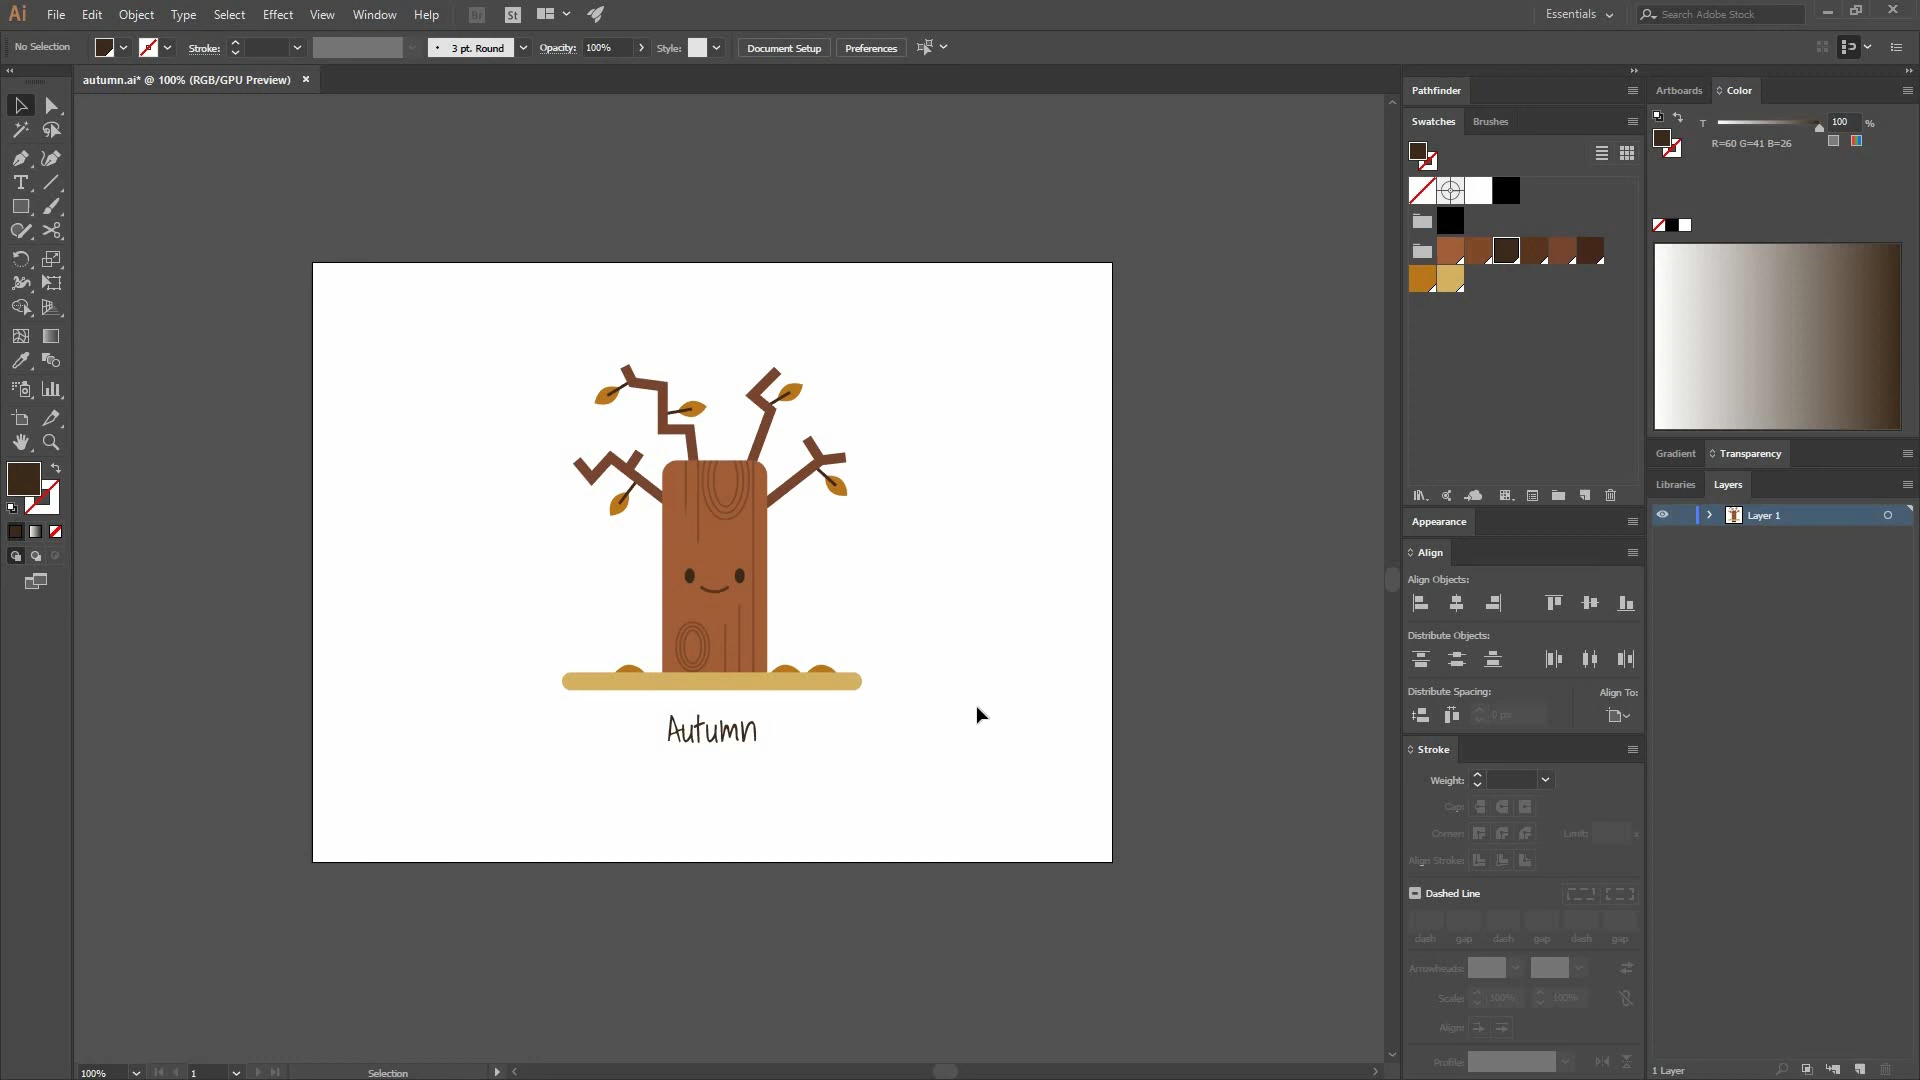 Ai File Edit Object Type Select Effect View Window Help Br St Essentials Search Adobe Stock
No Selection Stroke: 3 pt. Round Opacity: 100% Style: Document Setup Preferences
autumn.ai* @ 100% (RGB/GPU Preview)
Autumn
100% 1 Selection
Pathfinder
Swatches Brushes
Appearance
Align
Align Objects:
Distribute Objects:
Distribute Spacing: Align To:
0 px
Stroke
Weight:
Cap:
Corner: Limit: x
Align Stroke:
Dashed Line
dash gap dash gap dash gap
Arrowheads:
Scale: 100% 100%
Align:
Profile:
Artboards Color
T 100 %
R=60 G=41 B=26
Gradient Transparency
Libraries Layers
Layer 1
1 Layer